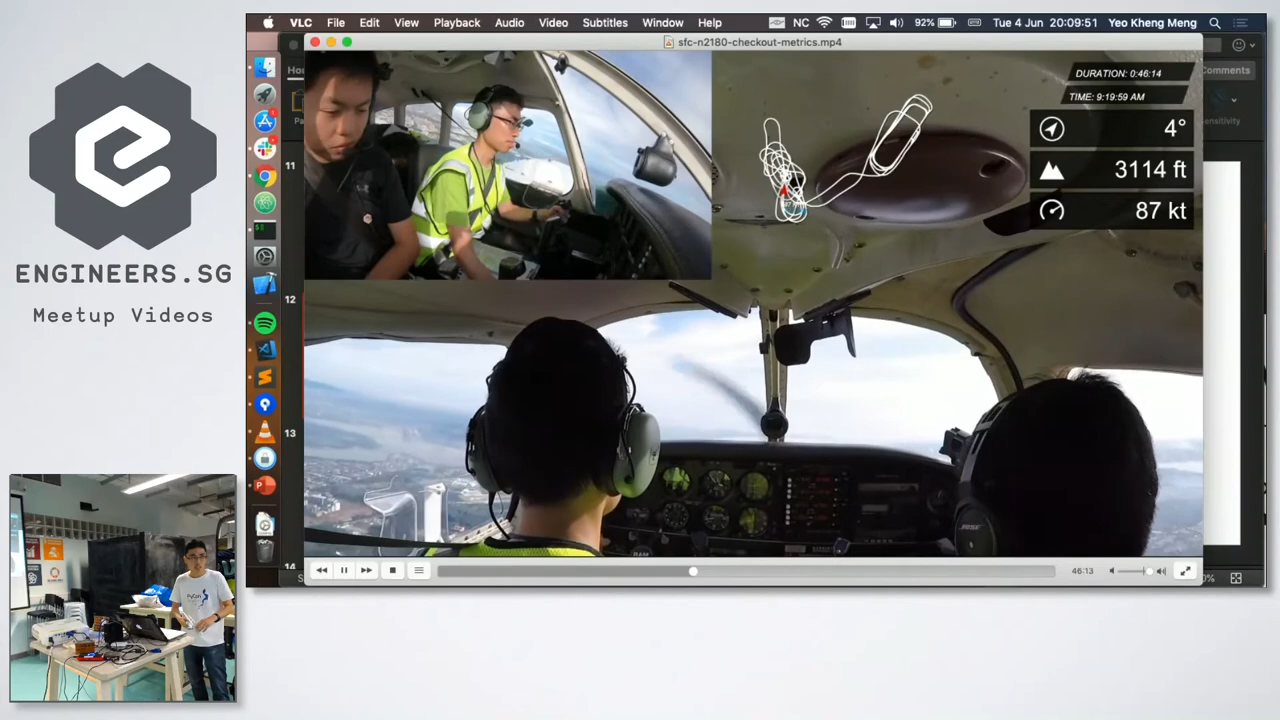 VLC File Edit View Playback Audio Video Subtitles Window Help NC 92% Tue 4 Jun 20:09:51 Yeo Kheng Meng
sfc-n2180-checkout-metrics.mp4
Comments
DURATION: 0:46:14
TIME: 9:19:59 AM
4°
3114 ft
87 kt
11
12
13
14
ENGINEERS.SG
Meetup Videos
BOSE
46:13